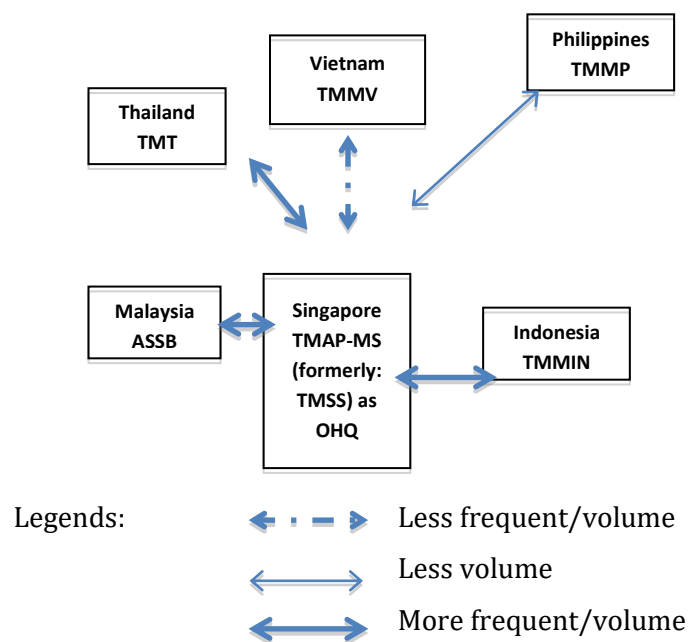 Philippines
TMMP
Vietnam
TMMV
Thailand
TMT
Malaysia
ASSB
Singapore
TMAP-MS
(formerly:
TMSS) as
OHQ
Indonesia
TMMIN
Legends:
Less frequent/volume
Less volume
More frequent/volume